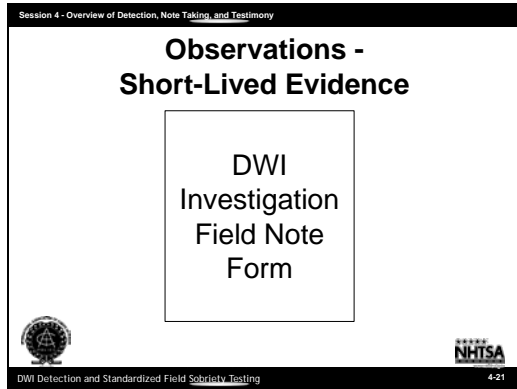 Session 4 - Overview of Detection, Note Taking, and Testimony
Observations -
Short-Lived Evidence
DWI
Investigation
Field Note
Form
NHTSA
DWI Detection and Standardized Field Sobriety Testing
4-21